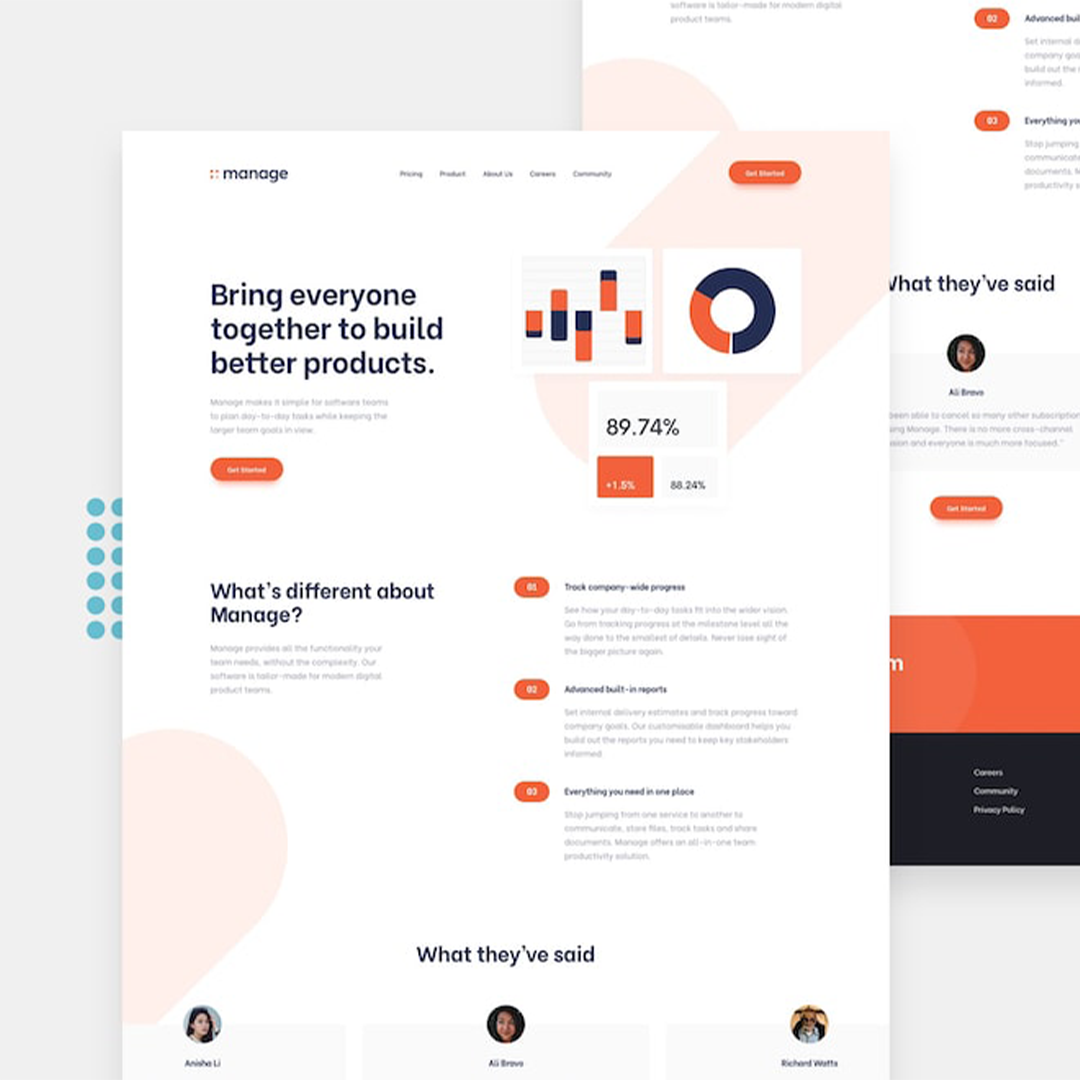 manage
Pricing
Product
About Us
Careers
Community
Get Started
Bring everyone
together to build
better products.
Manage makes it simple for software teams
to plan day-to-day tasks while keeping the
larger team goals in view.
Get Started
89.74%
+1.5%
88.24%
What's different about
Manage?
Manage provides all the functionality your
team needs, without the complexity. Our
software is tailor-made for modern digital
product teams.
01
Track company-wide progress
See how your day-to-day tasks fit into the wider vision.
Go from tracking progress at the milestone level all the
way done to the smallest of details. Never lose sight of
the bigger picture again.
02
Advanced built-in reports
Set internal delivery estimates and track progress toward
company goals. Our customisable dashboard helps you
build out the reports you need to keep key stakeholders
informed.
03
Everything you need in one place
Stop jumping from one service to another to
communicate, store files, track tasks and share
documents. Manage offers an all-in-one team
productivity solution.
What they've said
Anisha Li
Ali Bravo
Richard Watts
software is tailor-made for modern digital
product teams.
02
Advanced buil
Set internal d
company goa
build out the
informed.
03
Everything you
Stop jumping
communicate
documents. M
productivity s
What they've said
Ali Bravo
been able to cancel so many other subscription
ing Manage. There is no more cross-channel
sion and everyone is much more focused."
Get Started
m
Careers
Community
Privacy Policy